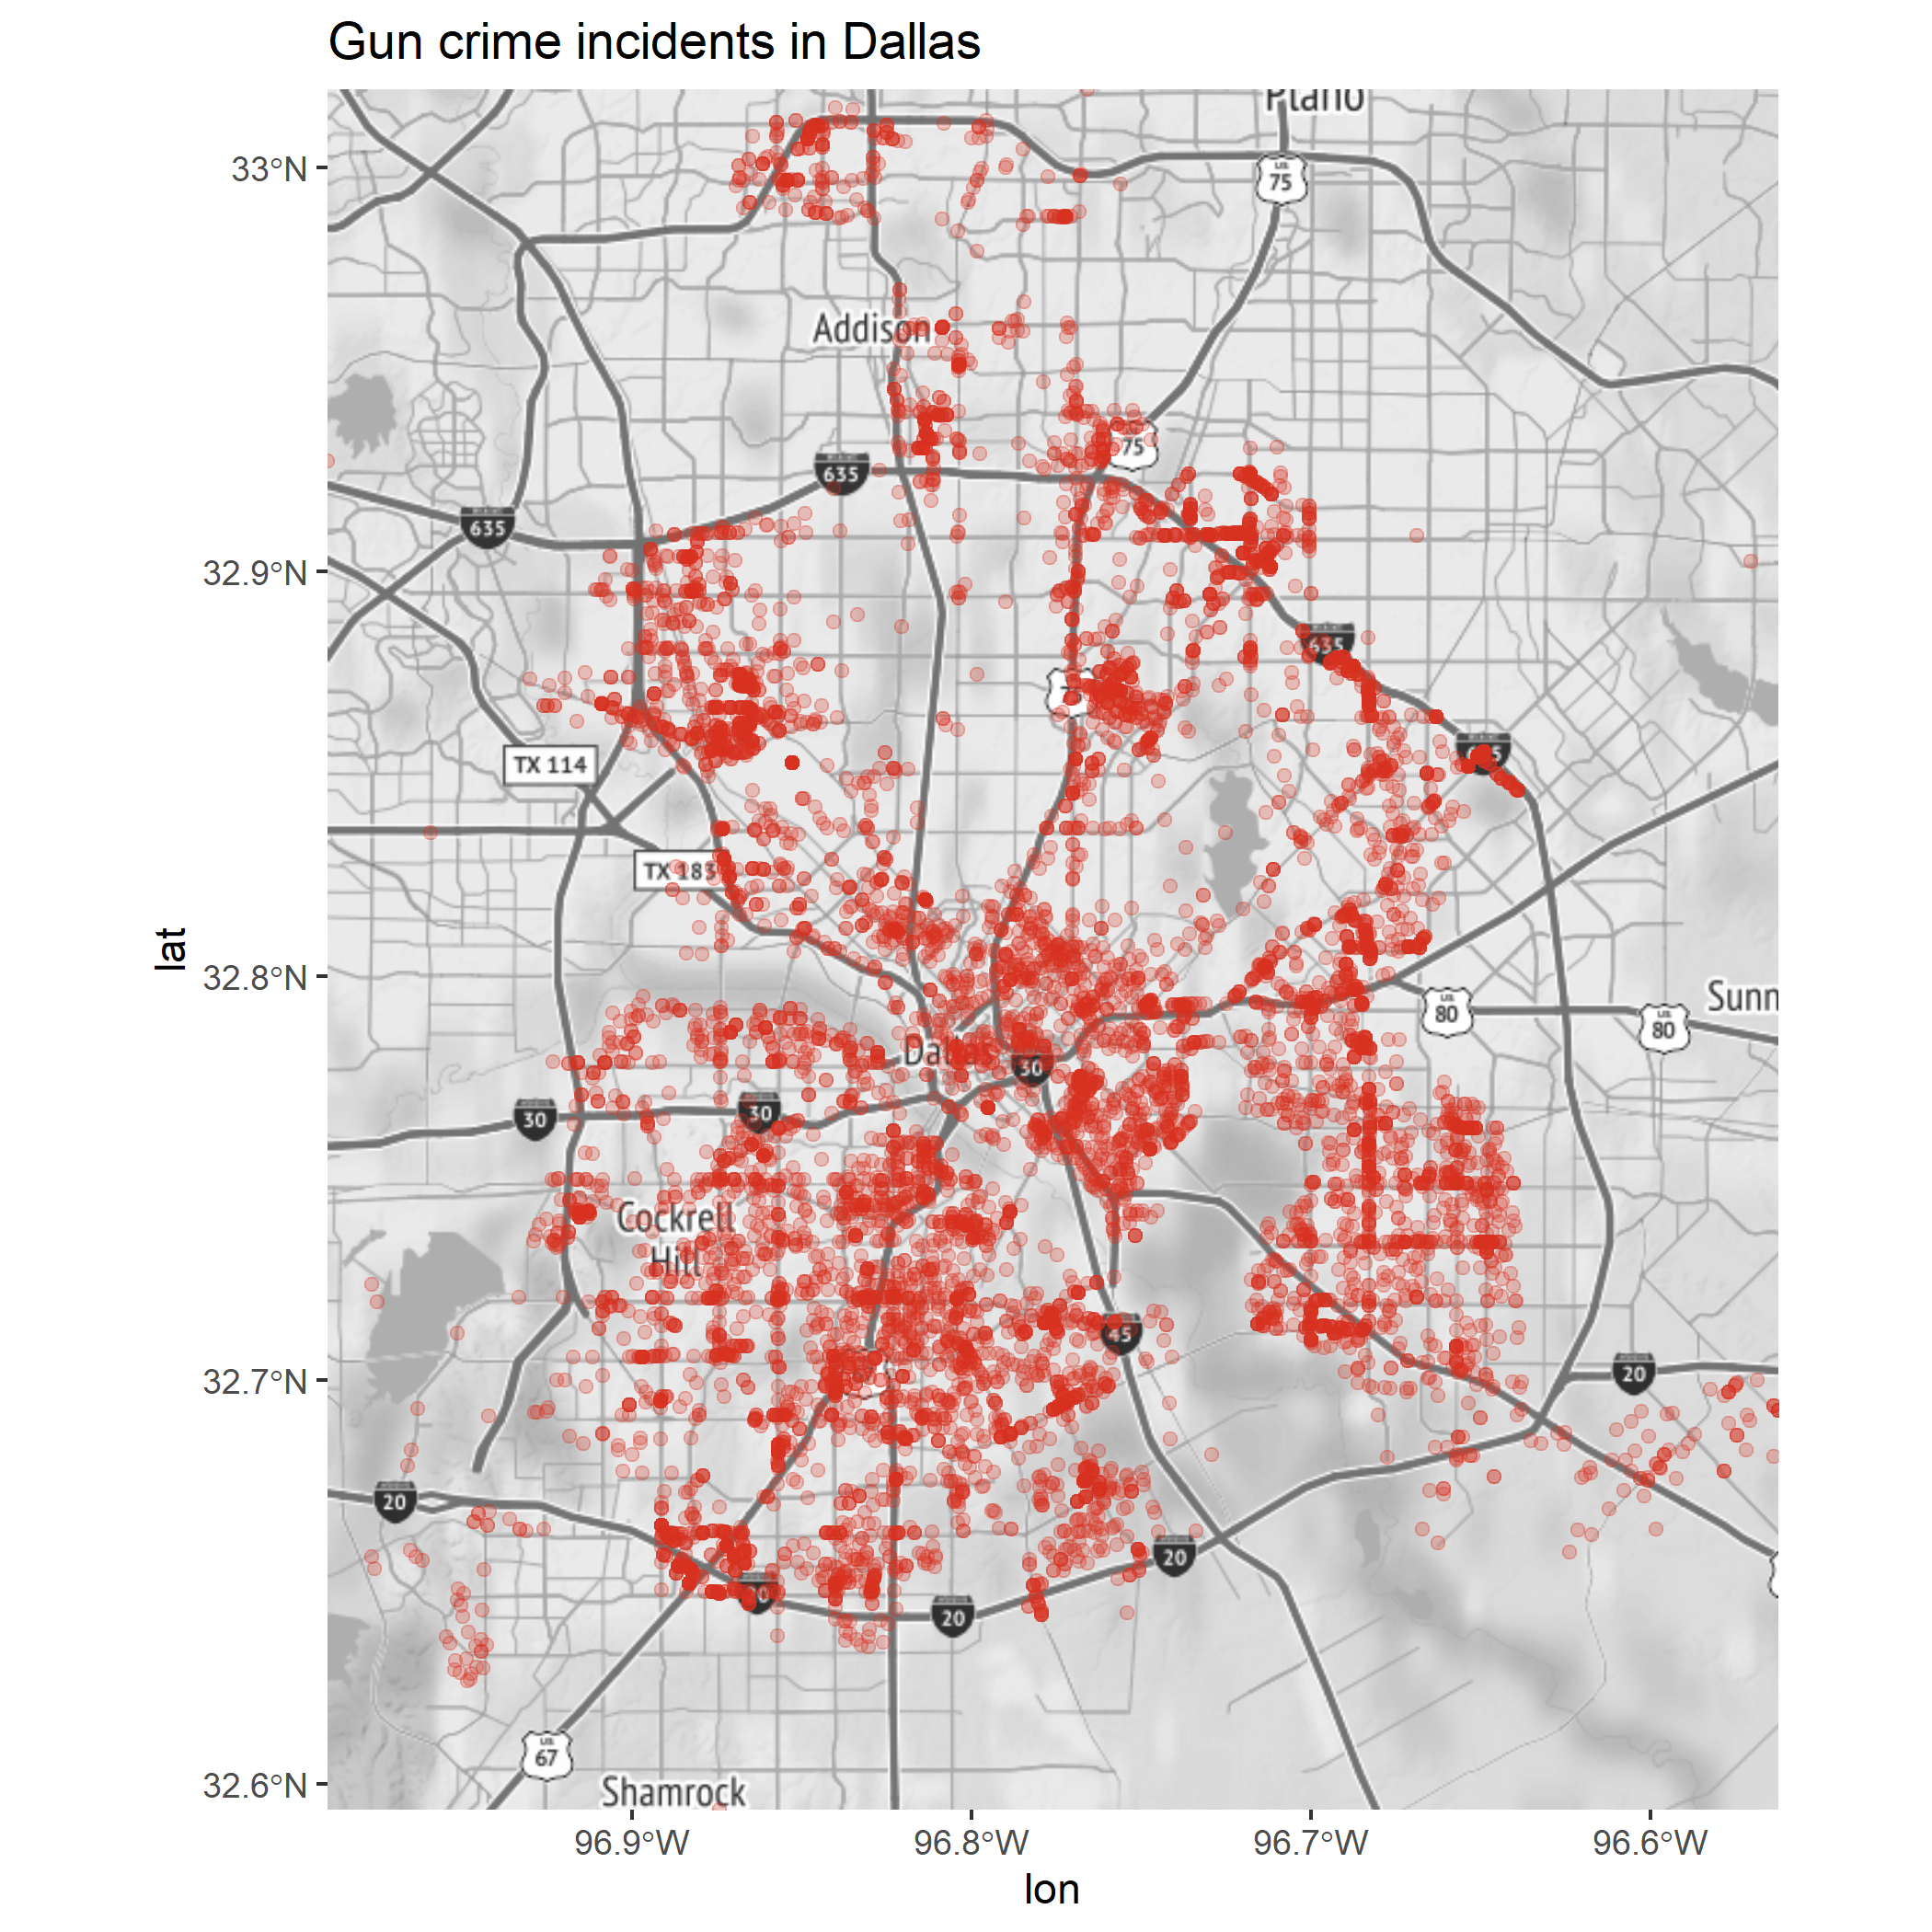 Gun crime incidents in Dallas
Plano
33°N
75
Addison
75
635
635
32.9°N
635
TX 114
TX 183
lat
32.8°N
Sunn
80
80
Dallas
30
30
30
Cockrell
Hill
45
32.7°N
20
20
20
20
67
Shamrock
32.6°N
96.9°W
96.8°W
96.7°W
96.6°W
lon